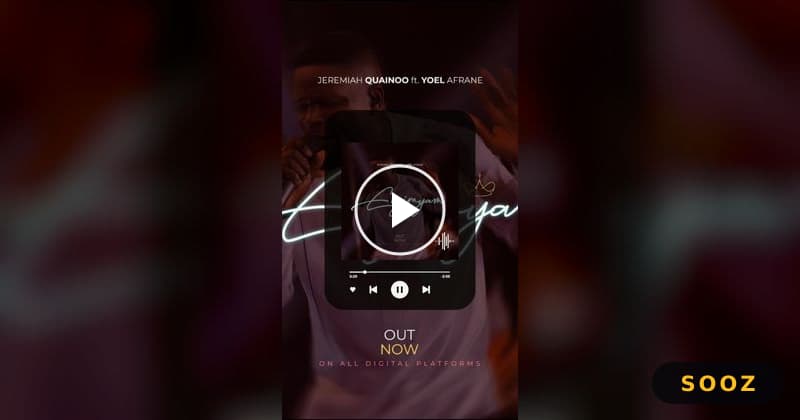 JEREMIAH QUAINOO ft. YOEL AFRANE
OUT
NOW
ON ALL DIGITAL PLATFORMS
SOOZ